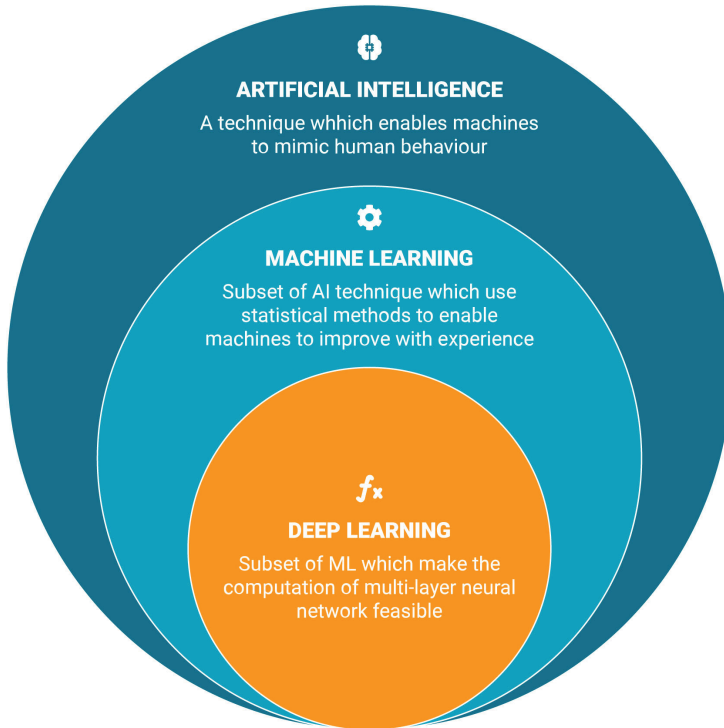 ARTIFICIAL INTELLIGENCE
A technique whhich enables machines
to mimic human behaviour
MACHINE LEARNING
Subset of AI technique which use
statistical methods to enable
machines to improve with experience
fx
DEEP LEARNING
Subset of ML which make the
computation of multi-layer neural
network feasible